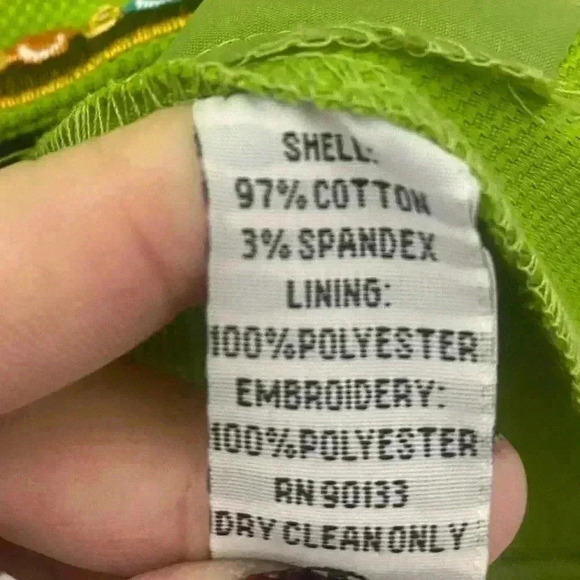 SHELL:
97% COTTON
3% SPANDEX
LINING:
100% POLYESTER
EMBROIDERY:
100% POLYESTER
RN 90133
DRY CLEAN ONLY